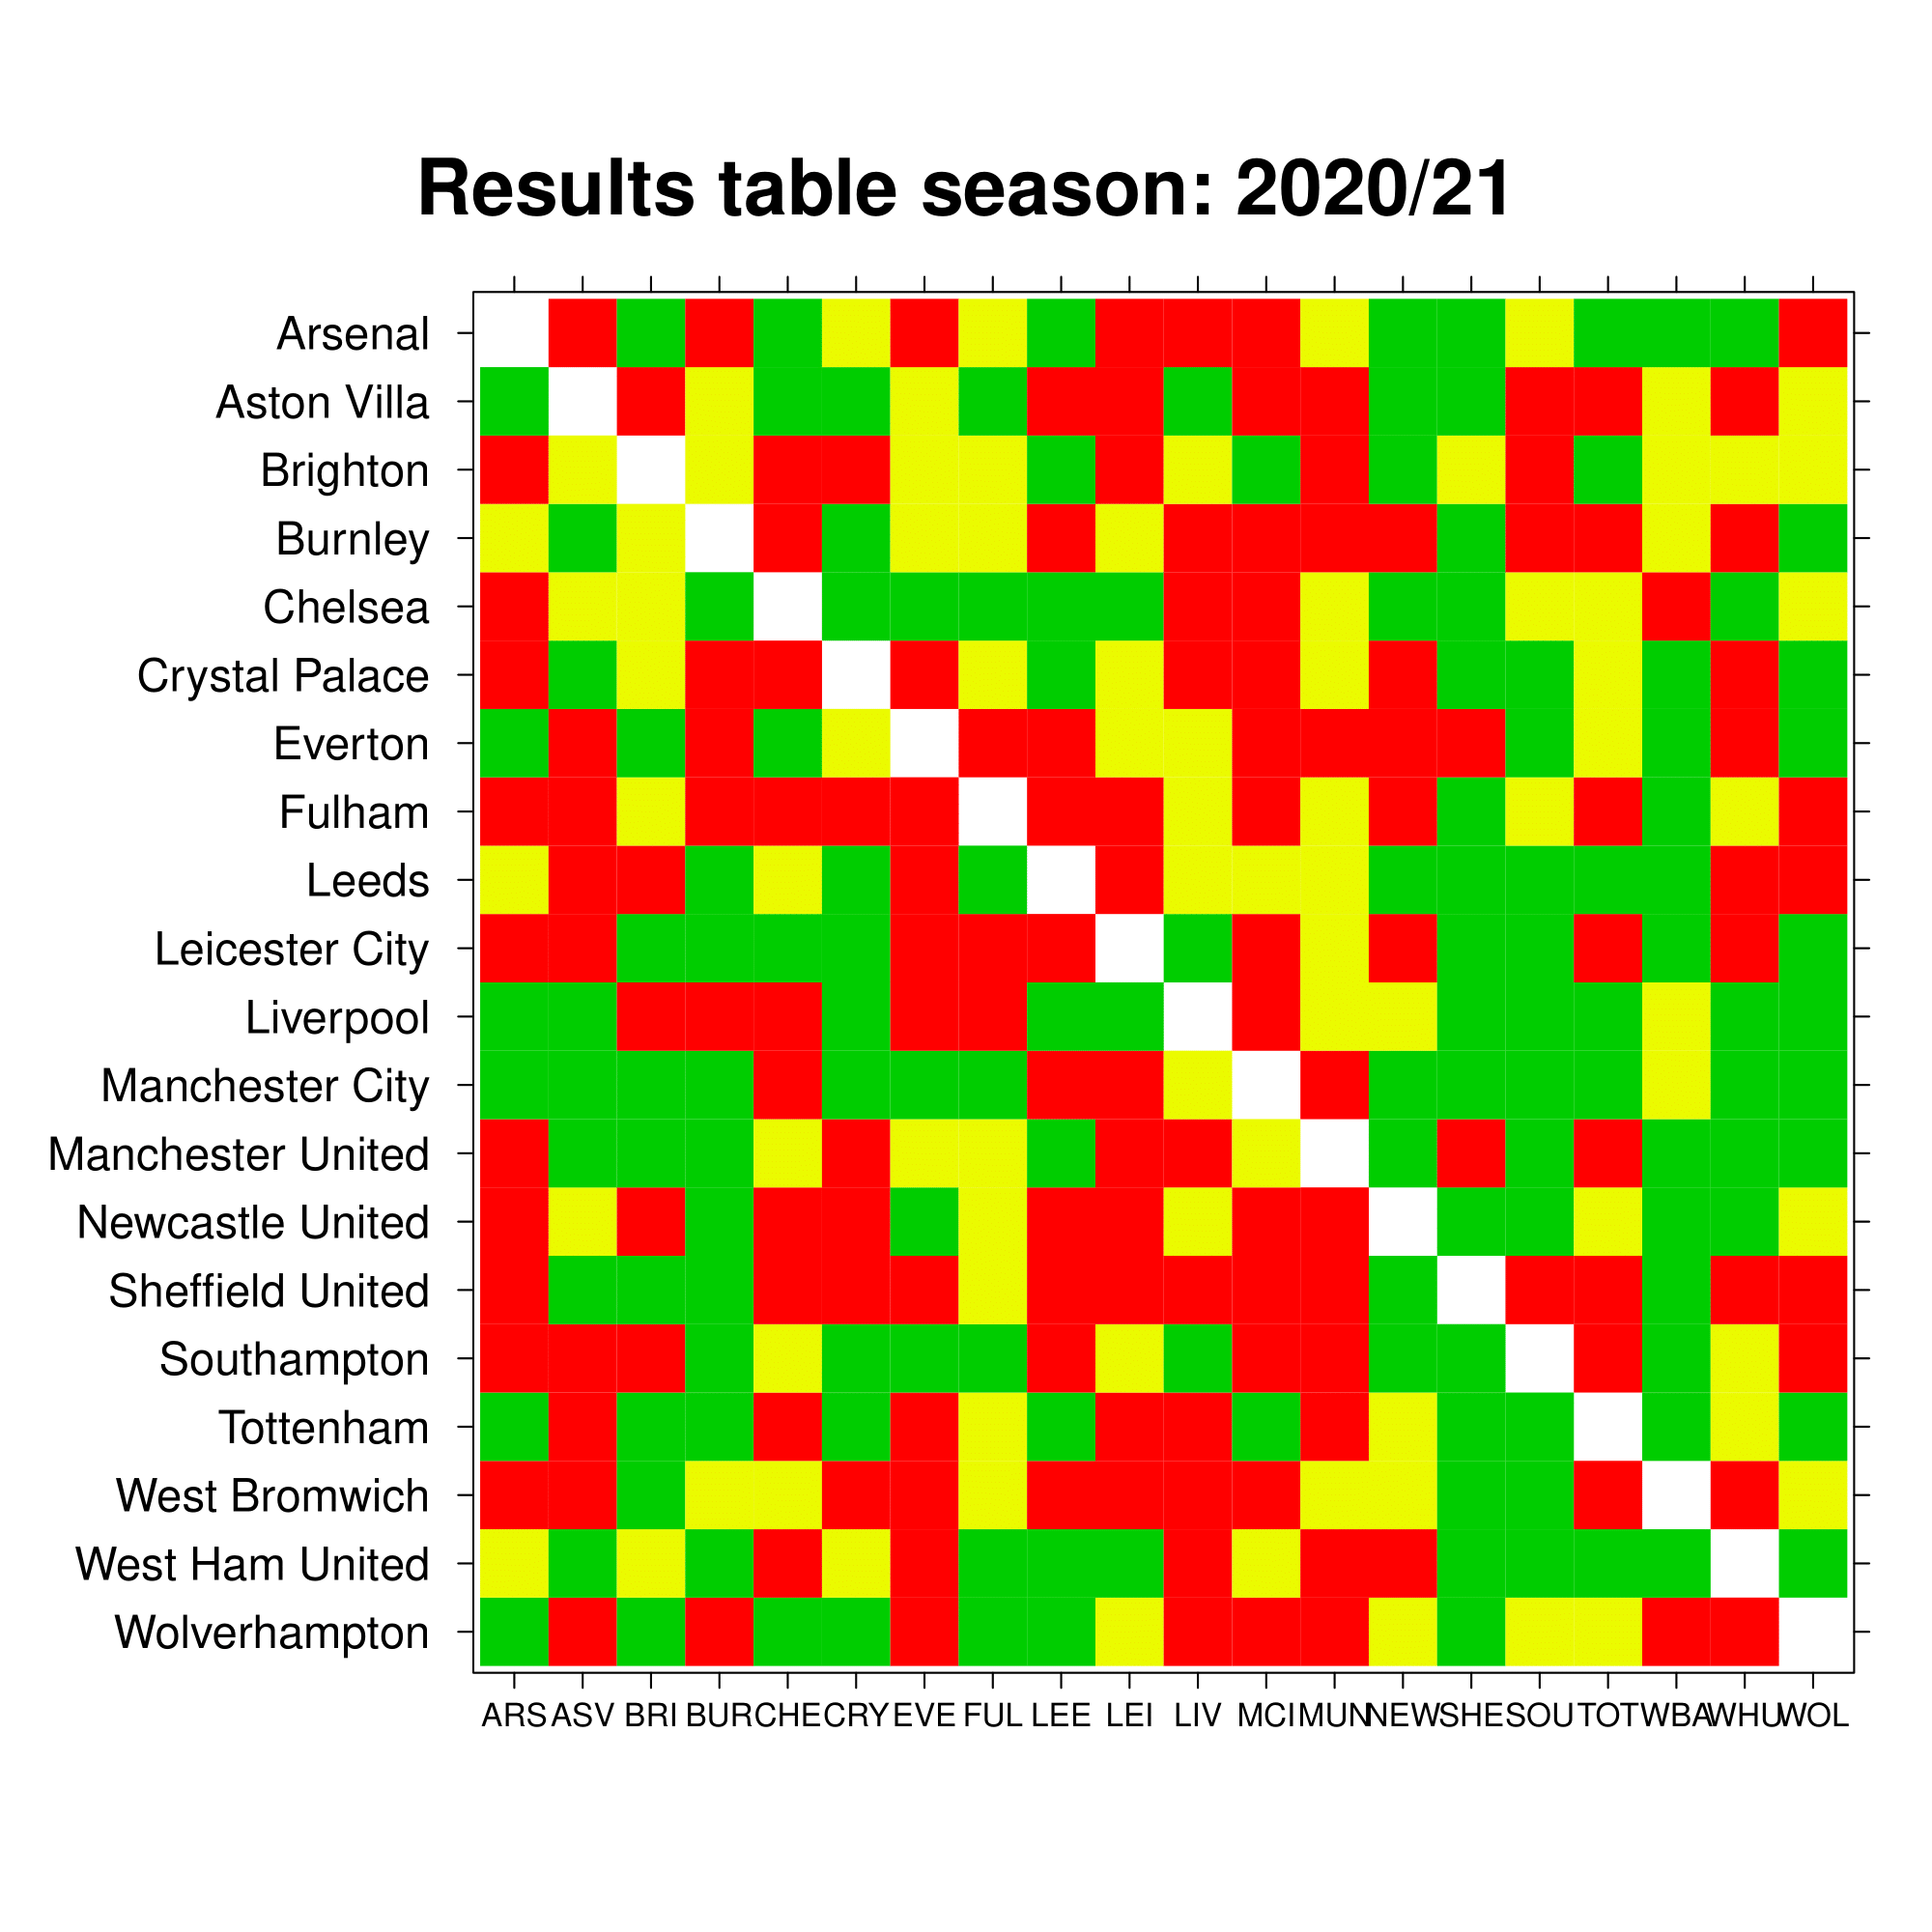 Results table season: 2020/21
Arsenal
Aston Villa
Brighton
Burnley
Chelsea
Crystal Palace
Everton
Fulham
Leeds
Leicester City
Liverpool
Manchester City
Manchester United
Newcastle United
Sheffield United
Southampton
Tottenham
West Bromwich
West Ham United
Wolverhampton
ARS ASV BRI BUR CHE CRY EVE FUL LEE LEI LIV MCI MUN NEW SHE SOU TOT WBA WHU WOL